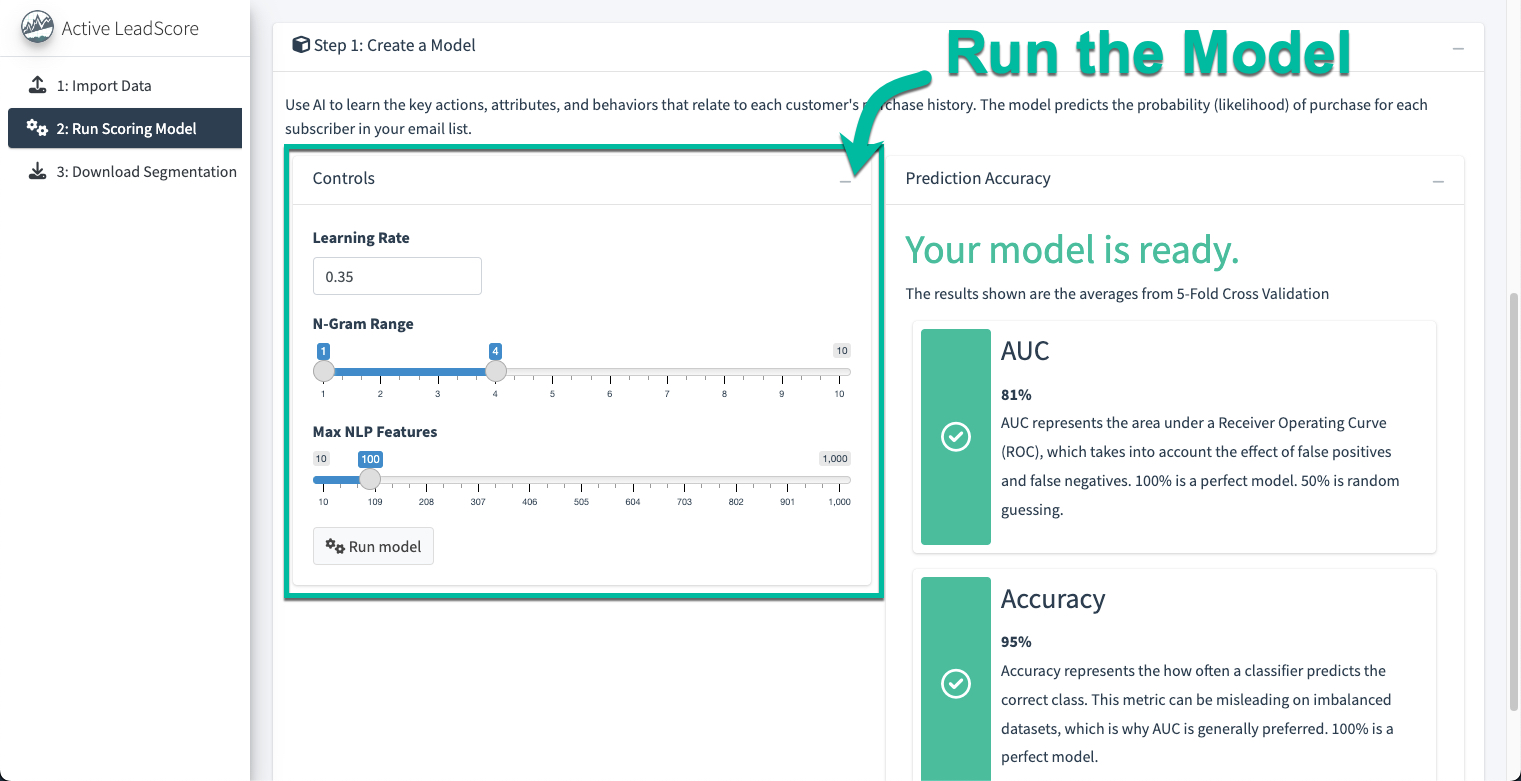 Active LeadScore
1: Import Data
2: Run Scoring Model
3: Download Segmentation
Step 1: Create a Model
Run the Model
Use AI to learn the key actions, attributes, and behaviors that relate to each customer's chase history. The model predicts the probability (likelihood) of purchase for each
subscriber in your email list.
Controls
Learning Rate
0.35
N-Gram Range
1 4 10
1 2 3 4 5 6 7 8 9 10
Max NLP Features
10 100 1,000
10 109 208 307 406 505 604 703 802 901 1,000
Run model
Prediction Accuracy
Your model is ready.
The results shown are the averages from 5-Fold Cross Validation
AUC
81%
AUC represents the area under a Receiver Operating Curve
(ROC), which takes into account the effect of false positives
and false negatives. 100% is a perfect model. 50% is random
guessing.
Accuracy
95%
Accuracy represents the how often a classifier predicts the
correct class. This metric can be misleading on imbalanced
datasets, which is why AUC is generally preferred. 100% is a
perfect model.